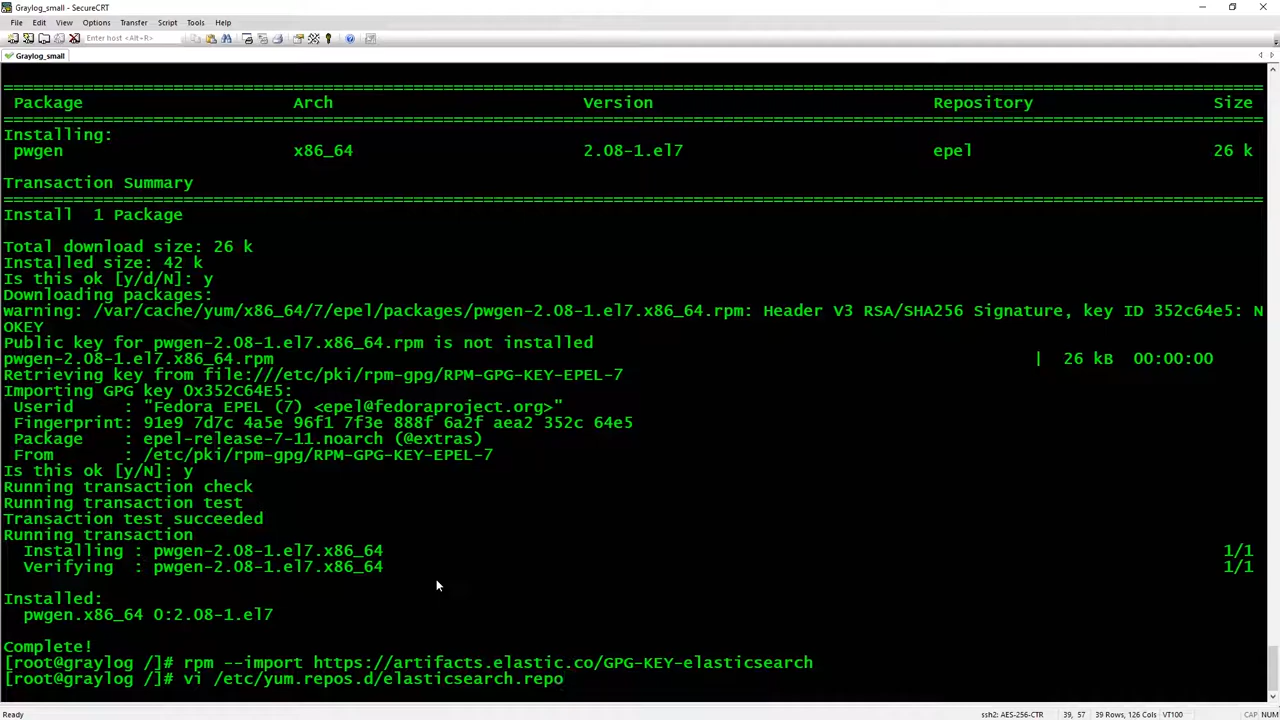 Graylog_small - SecureCRT
File Edit View Options Transfer Script Tools Help
Enter host <Alt+R>
Graylog_small
Package Arch Version Repository Size
Installing:
pwgen x86_64 2.08-1.el7 epel 26 k
Transaction Summary
Install 1 Package
Total download size: 26 k
Installed size: 42 k
Is this ok [y/d/N]: y
Downloading packages:
warning: /var/cache/yum/x86_64/7/epel/packages/pwgen-2.08-1.el7.x86_64.rpm: Header V3 RSA/SHA256 Signature, key ID 352c64e5: N
OKEY
Public key for pwgen-2.08-1.el7.x86_64.rpm is not installed
pwgen-2.08-1.el7.x86_64.rpm | 26 kB 00:00:00
Retrieving key from file:///etc/pki/rpm-gpg/RPM-GPG-KEY-EPEL-7
Importing GPG key 0x352C64E5:
Userid : "Fedora EPEL (7) <epel@fedoraproject.org>"
Fingerprint: 91e9 7d7c 4a5e 96f1 7f3e 888f 6a2f aea2 352c 64e5
Package : epel-release-7-11.noarch (@extras)
From : /etc/pki/rpm-gpg/RPM-GPG-KEY-EPEL-7
Is this ok [y/N]: y
Running transaction check
Running transaction test
Transaction test succeeded
Running transaction
Installing : pwgen-2.08-1.el7.x86_64 1/1
Verifying : pwgen-2.08-1.el7.x86_64 1/1
Installed:
pwgen.x86_64 0:2.08-1.el7
Complete!
[root@graylog /]# rpm --import https://artifacts.elastic.co/GPG-KEY-elasticsearch
[root@graylog /]# vi /etc/yum.repos.d/elasticsearch.repo
Ready ssh2: AES-256-CTR 39, 57 39 Rows, 126 Cols VT100 CAP NUM